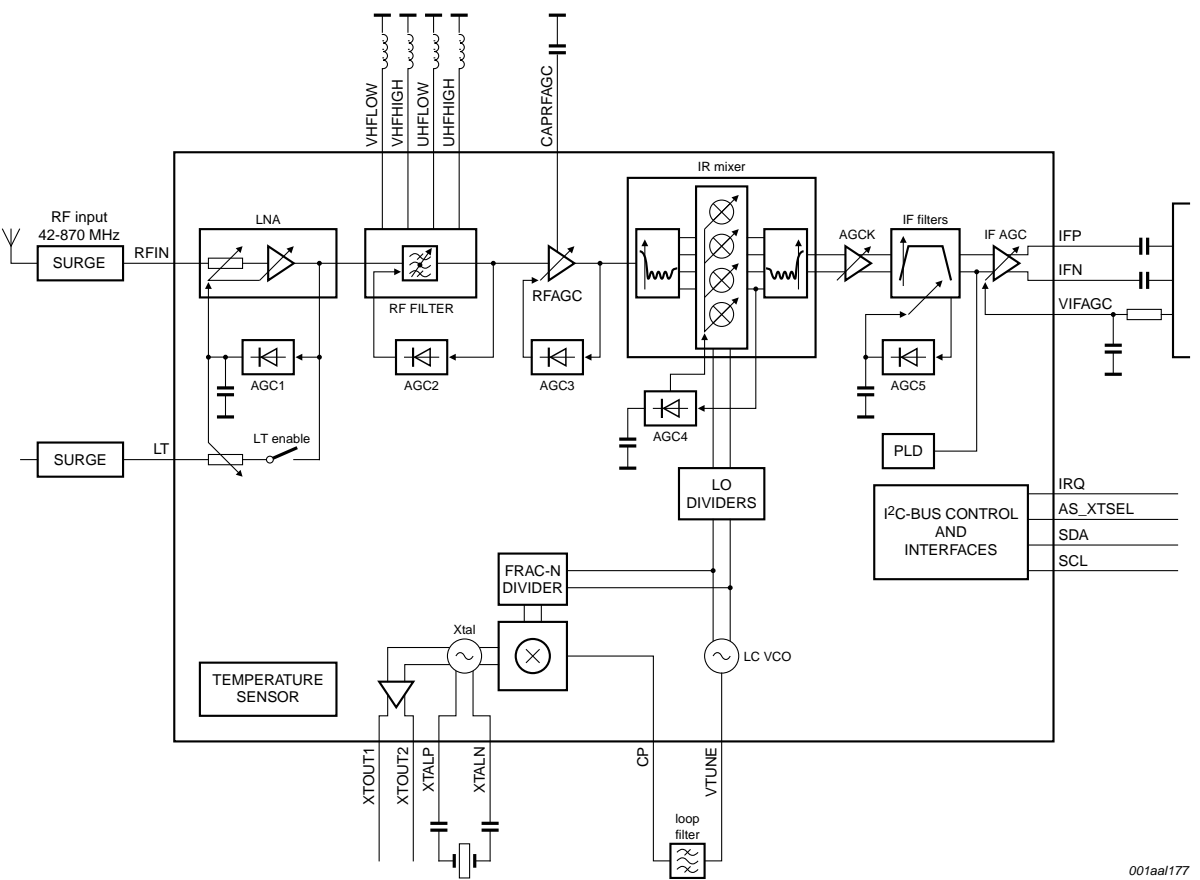 VHFLOW
VHFHIGH
UHFLOW
UHFHIGH
CAPRFAGC
IR mixer
RF input
42-870 MHz
SURGE
RFIN
LNA
RF FILTER
RFAGC
AGCK
IF filters
IF AGC
IFP
IFN
VIFAGC
AGC1
AGC2
AGC3
AGC4
AGC5
SURGE
LT
LT enable
PLD
LO
DIVIDERS
I²C-BUS CONTROL
AND
INTERFACES
IRQ
AS_XTSEL
SDA
SCL
FRAC-N
DIVIDER
Xtal
LC VCO
TEMPERATURE
SENSOR
XTOUT1
XTOUT2
XTALP
XTALN
CP
VTUNE
loop
filter
001aal177